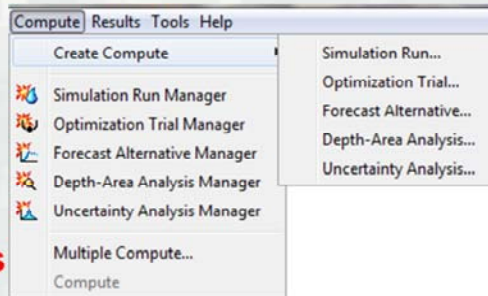 Compute Results Tools Help
Create Compute
Simulation Run Manager
Optimization Trial Manager
Forecast Alternative Manager
Depth-Area Analysis Manager
Uncertainty Analysis Manager
Multiple Compute...
Compute
Simulation Run...
Optimization Trial...
Forecast Alternative...
Depth-Area Analysis...
Uncertainty Analysis...
s